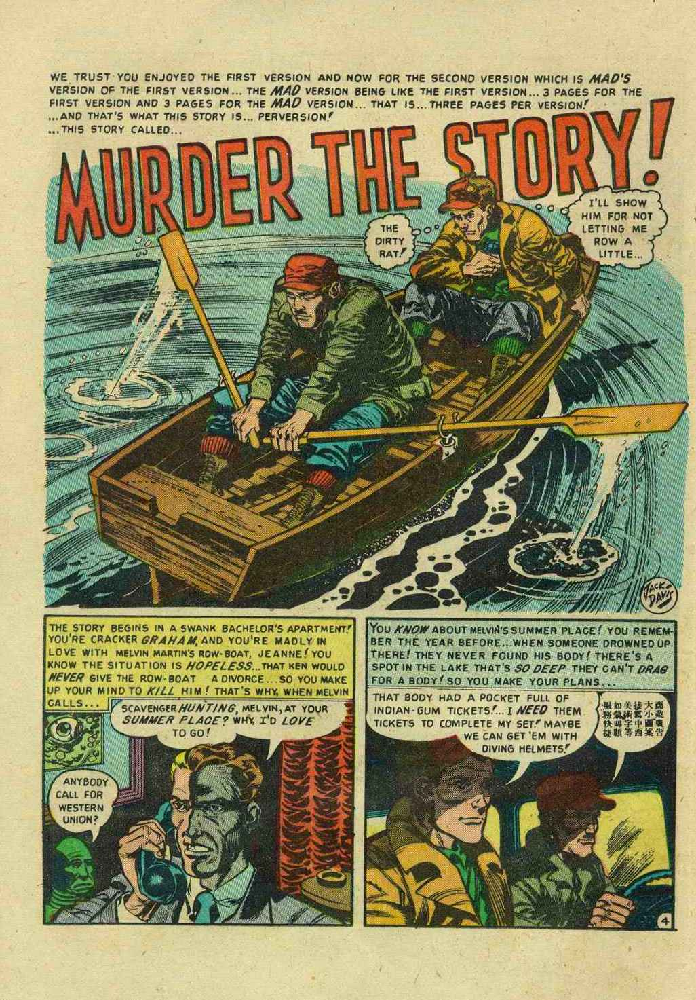 WE TRUST YOU ENJOYED THE FIRST VERSION AND NOW FOR THE SECOND VERSION WHICH IS MAD'S
VERSION OF THE FIRST VERSION... THE MAD VERSION BEING LIKE THE FIRST VERSION... 3 PAGES FOR THE
FIRST VERSION AND 3 PAGES FOR THE MAD VERSION... THAT IS... THREE PAGES PER VERSION!
...AND THAT'S WHAT THIS STORY IS... PERVERSION!
...THIS STORY CALLED...
MURDER THE STORY!
THE
DIRTY
RAT!
I'LL SHOW
HIM FOR NOT
LETTING ME
ROW A
LITTLE...
JACK
DAVIS
THE STORY BEGINS IN A SWANK BACHELOR'S APARTMENT!
YOU'RE CRACKER GRAHAM, AND YOU'RE MADLY IN
LOVE WITH MELVIN MARTIN'S ROW-BOAT, JEANNE! YOU
KNOW THE SITUATION IS HOPELESS...THAT KEN WOULD
NEVER GIVE THE ROW-BOAT A DIVORCE...SO YOU MAKE
UP YOUR MIND TO KILL HIM! THAT'S WHY, WHEN MELVIN
CALLS...
SCAVENGER HUNTING, MELVIN, AT YOUR
SUMMER PLACE? WHY, I'D LOVE
TO GO!
ANYBODY
CALL FOR
WESTERN
UNION?
YOU KNOW ABOUT MELVIN'S SUMMER PLACE! YOU REMEM-
BER THE YEAR BEFORE...WHEN SOMEONE DROWNED UP
THERE! THEY NEVER FOUND HIS BODY! THERE'S A
SPOT IN THE LAKE THAT'S SO DEEP THEY CAN'T DRAG
FOR A BODY! SO YOU MAKE YOUR PLANS...
THAT BODY HAD A POCKET FULL OF
INDIAN-GUM TICKETS!...I NEED THEM
TICKETS TO COMPLETE MY SET! MAYBE
WE CAN GET 'EM WITH
DIVING HELMETS!
4